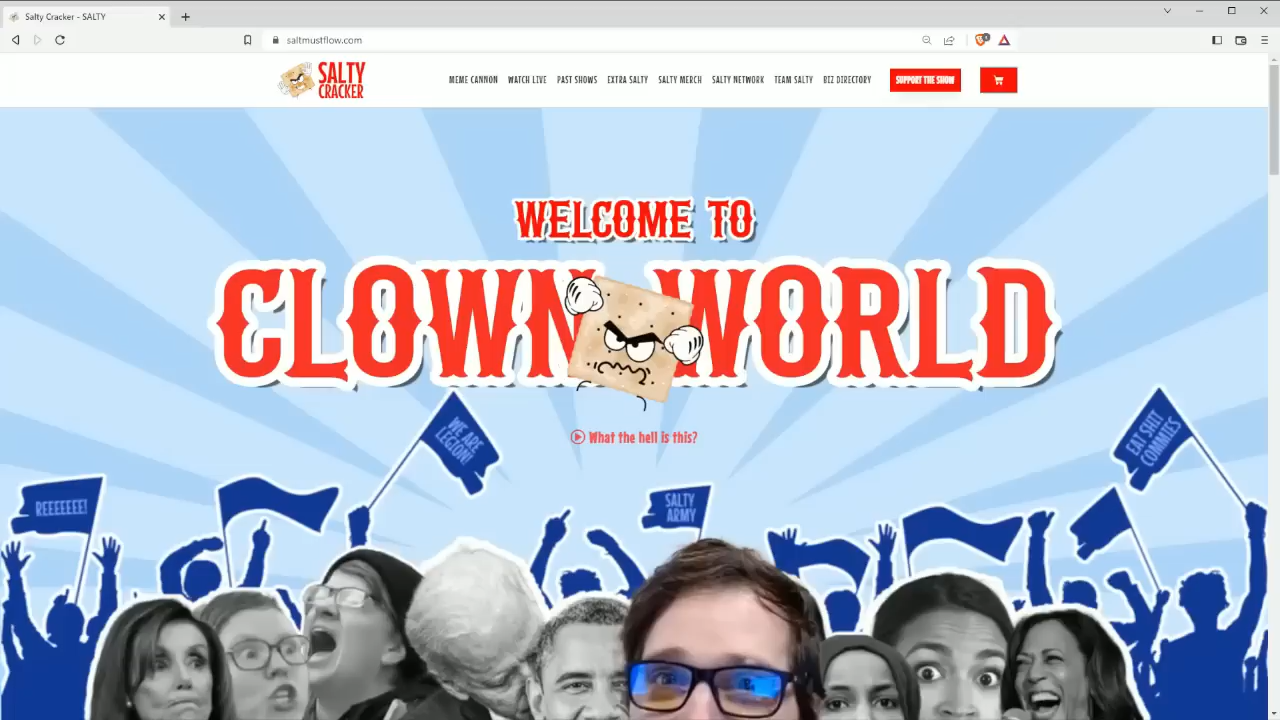 Salty Cracker - SALTY
saltmustflow.com
SALTY
CRACKER
MEME CANNON
WATCH LIVE
PAST SHOWS
EXTRA SALTY
SALTY MERCH
SALTY NETWORK
TEAM SALTY
BIZ DIRECTORY
SUPPORT THE SHOW
WELCOME TO
CLOWN WORLD
What the hell is this?
WE ARE
LEGION!
EAT SHIT
COMMIES
REEEEEEE!
SALTY
ARMY